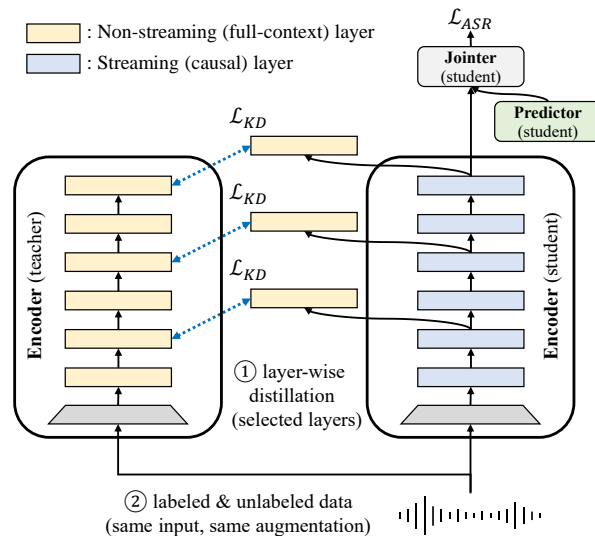 : Non-streaming (full-context) layer
: Streaming (causal) layer
ℒ_ASR
Jointer
(student)
Predictor
(student)
ℒ_KD
ℒ_KD
ℒ_KD
Encoder (teacher)
Encoder (student)
① layer-wise
distillation
(selected layers)
② labeled & unlabeled data
(same input, same augmentation)